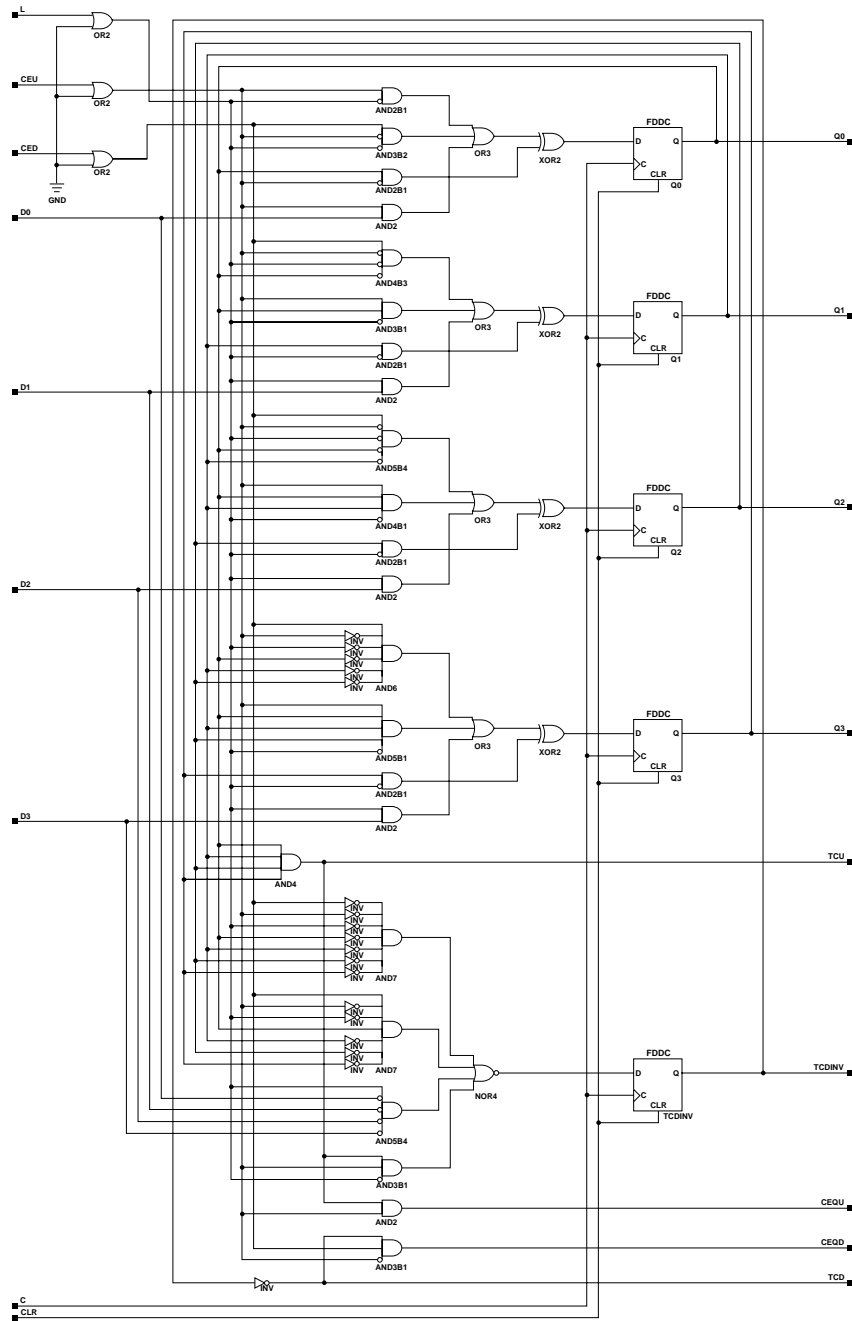 L
OR2
CEU
OR2
AND2B1
CED
OR2
AND3B2
OR3
XOR2
FDDC
D
Q
C
CLR
Q0
Q0
GND
AND2B1
D0
AND2
AND4B3
FDDC
AND3B1
OR3
XOR2
D
Q
Q1
C
CLR
Q1
AND2B1
D1
AND2
AND5B4
FDDC
AND4B1
OR3
XOR2
D
Q
Q2
C
CLR
Q2
AND2B1
D2
AND2
INV
INV
INV
INV
INV
AND6
FDDC
AND5B1
OR3
XOR2
D
Q
Q3
C
CLR
Q3
AND2B1
D3
AND2
AND4
TCU
INV
INV
INV
INV
INV
INV
INV
AND7
INV
INV
INV
INV
INV
AND7
FDDC
NOR4
D
Q
TCDINV
C
CLR
TCDINV
AND5B4
AND3B1
AND2
CEQU
AND3B1
CEQD
INV
TCD
C
CLR